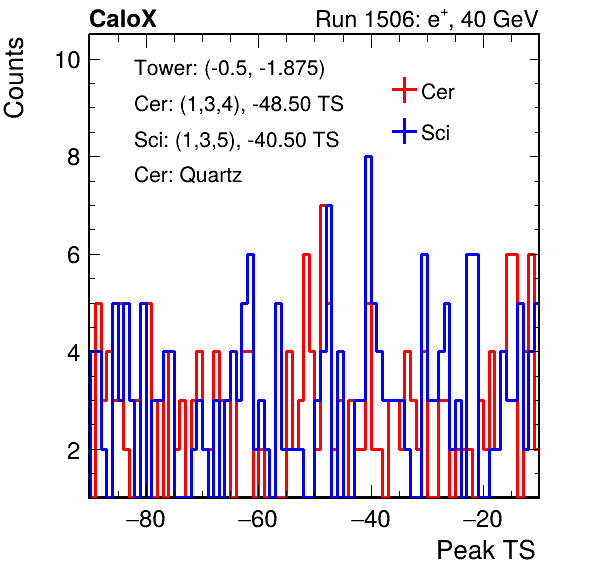 CaloX Run 1506: e⁺, 40 GeV
Counts
10
8
6
4
2
Tower: (-0.5, -1.875)
Cer: (1,3,4), -48.50 TS
Sci: (1,3,5), -40.50 TS
Cer: Quartz
Cer
Sci
−80 −60 −40 −20
Peak TS